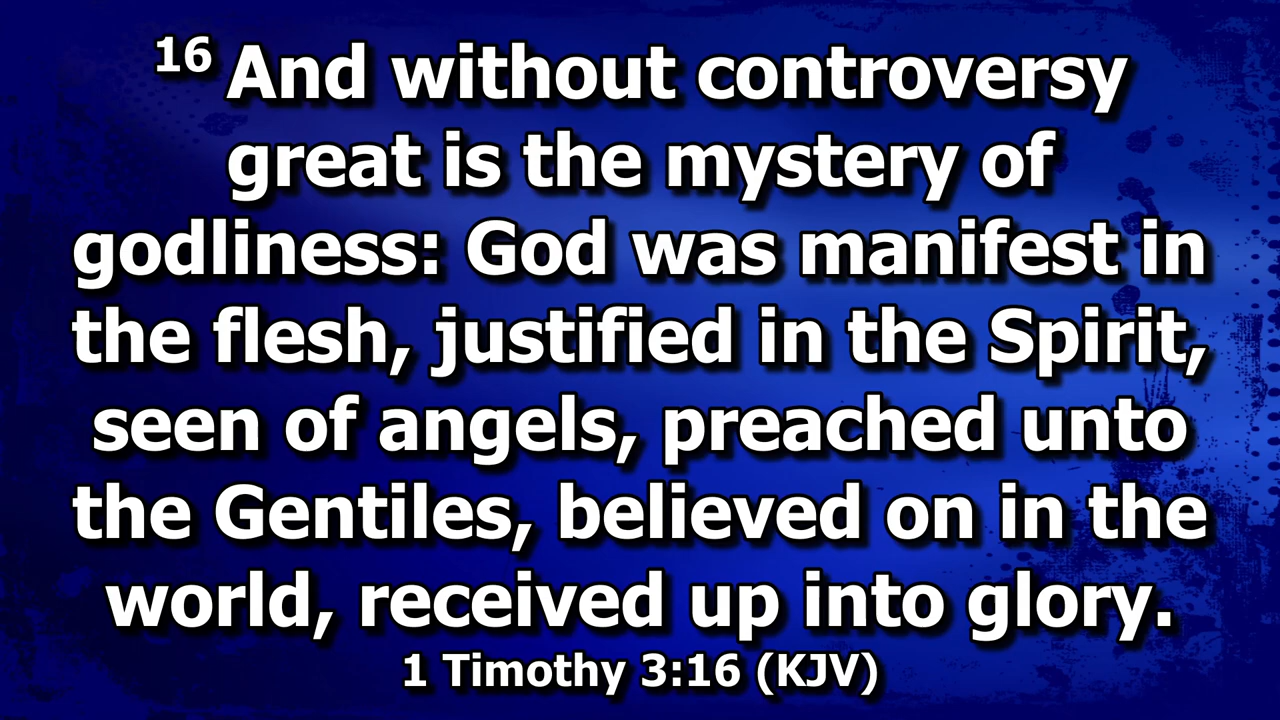 16 And without controversy
great is the mystery of
godliness: God was manifest in
the flesh, justified in the Spirit,
seen of angels, preached unto
the Gentiles, believed on in the
world, received up into glory.
1 Timothy 3:16 (KJV)